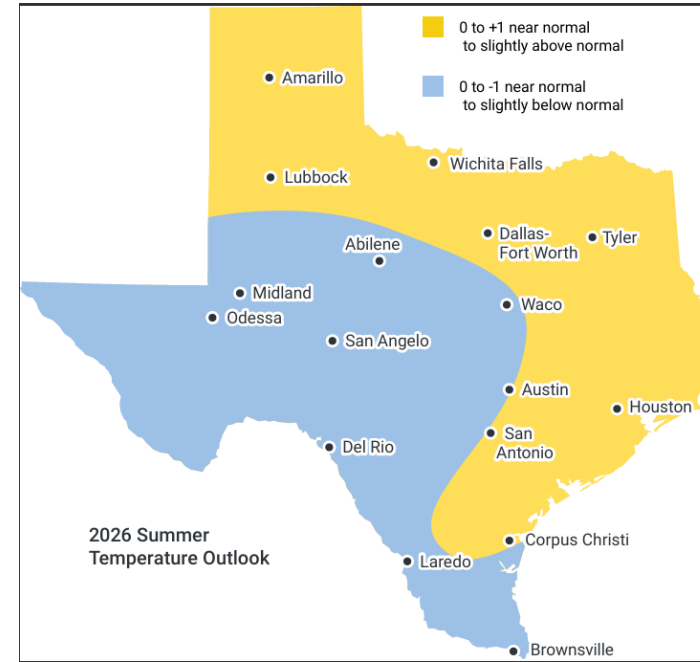 0 to +1 near normal
to slightly above normal
0 to -1 near normal
to slightly below normal
Amarillo
Wichita Falls
Lubbock
Dallas-
Fort Worth
Tyler
Abilene
Midland
Waco
Odessa
San Angelo
Austin
Houston
San
Antonio
Del Rio
2026 Summer
Temperature Outlook
Corpus Christi
Laredo
Brownsville